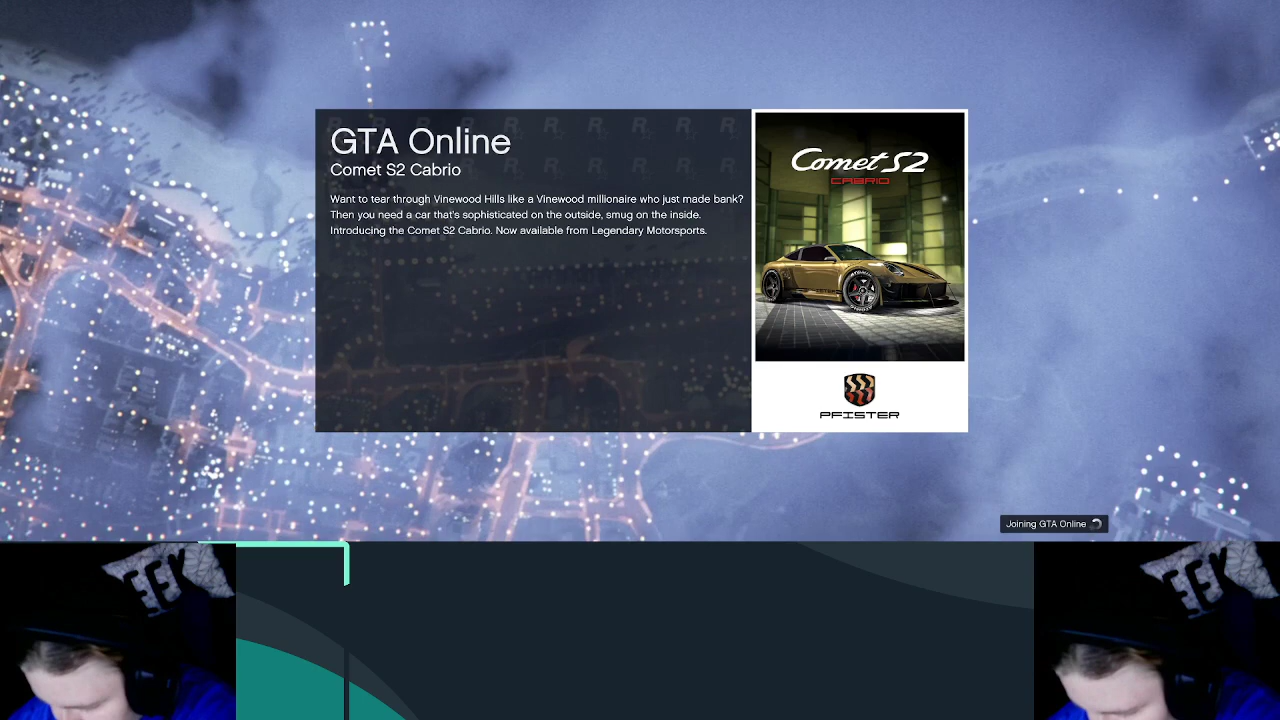 GTA Online
Comet S2 Cabrio
Want to tear through Vinewood Hills like a Vinewood millionaire who just made bank?
Then you need a car that's sophisticated on the outside, smug on the inside.
Introducing the Comet S2 Cabrio. Now available from Legendary Motorsports.
Comet S2
CABRIO
PFISTER
Joining GTA Online
EEK
EEK